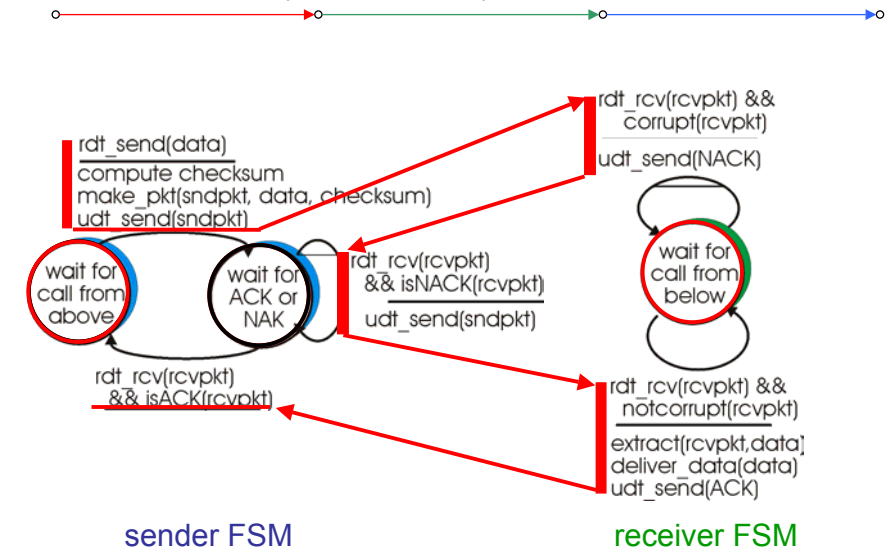 rdt_send(data)
compute checksum
make_pkt(sndpkt, data, checksum)
udt_send(sndpkt)
wait for
call from
above
wait for
ACK or
NAK
rdt_rcv(rcvpkt)
&& isNACK(rcvpkt)
udt_send(sndpkt)
rdt_rcv(rcvpkt)
&& isACK(rcvpkt)
sender FSM
rdt_rcv(rcvpkt) &&
corrupt(rcvpkt)
udt_send(NACK)
wait for
call from
below
rdt_rcv(rcvpkt) &&
notcorrupt(rcvpkt)
extract(rcvpkt,data)
deliver_data(data)
udt_send(ACK)
receiver FSM